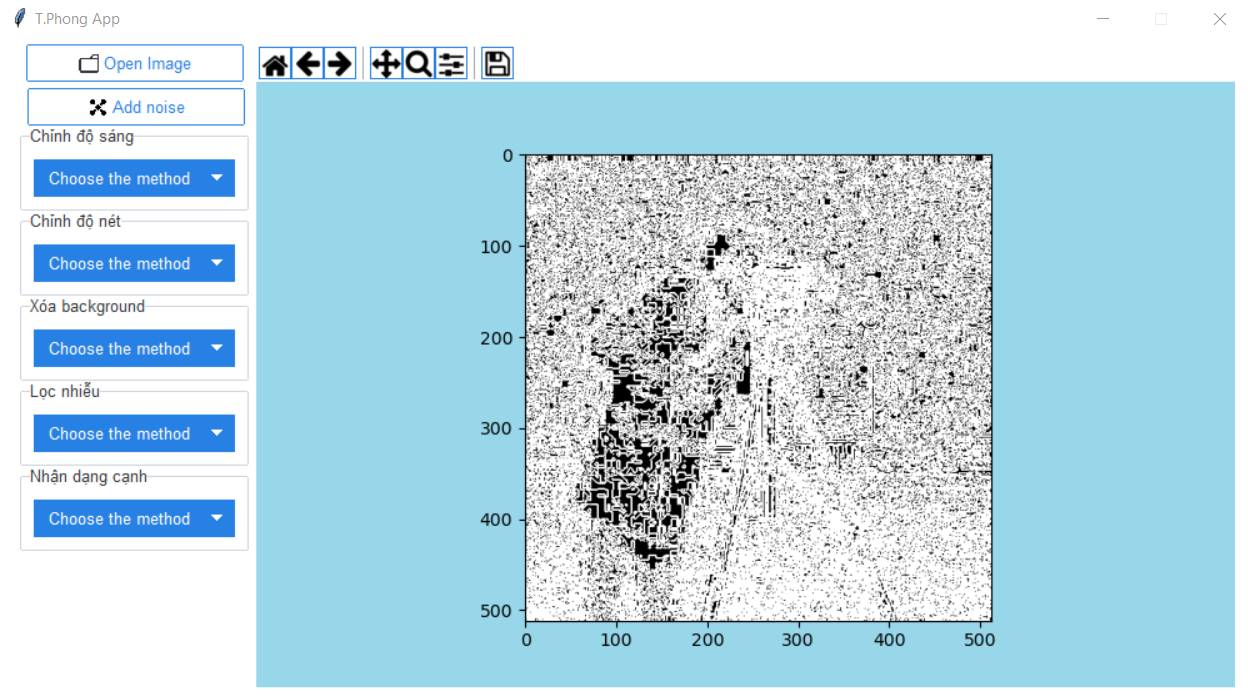 T.Phong App
Open Image
Add noise
Chỉnh độ sáng
Choose the method
Chỉnh độ nét
Choose the method
Xóa background
Choose the method
Lọc nhiễu
Choose the method
Nhận dạng cạnh
Choose the method
0
100
200
300
400
500
0 100 200 300 400 500